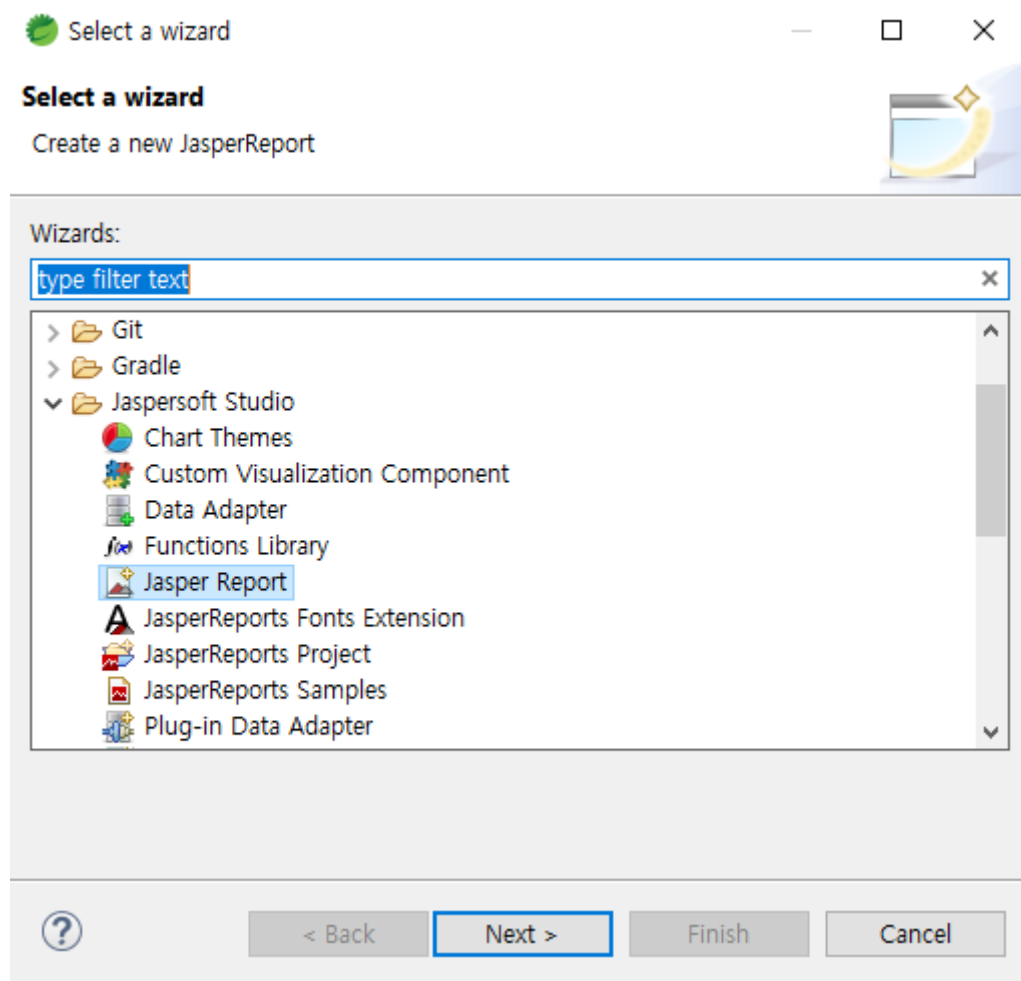 Select a wizard
Select a wizard
Create a new JasperReport
Wizards:
type filter text
Git
Gradle
Jaspersoft Studio
Chart Themes
Custom Visualization Component
Data Adapter
f(x) Functions Library
Jasper Report
A JasperReports Fonts Extension
JasperReports Project
JasperReports Samples
Plug-in Data Adapter
? < Back Next > Finish Cancel